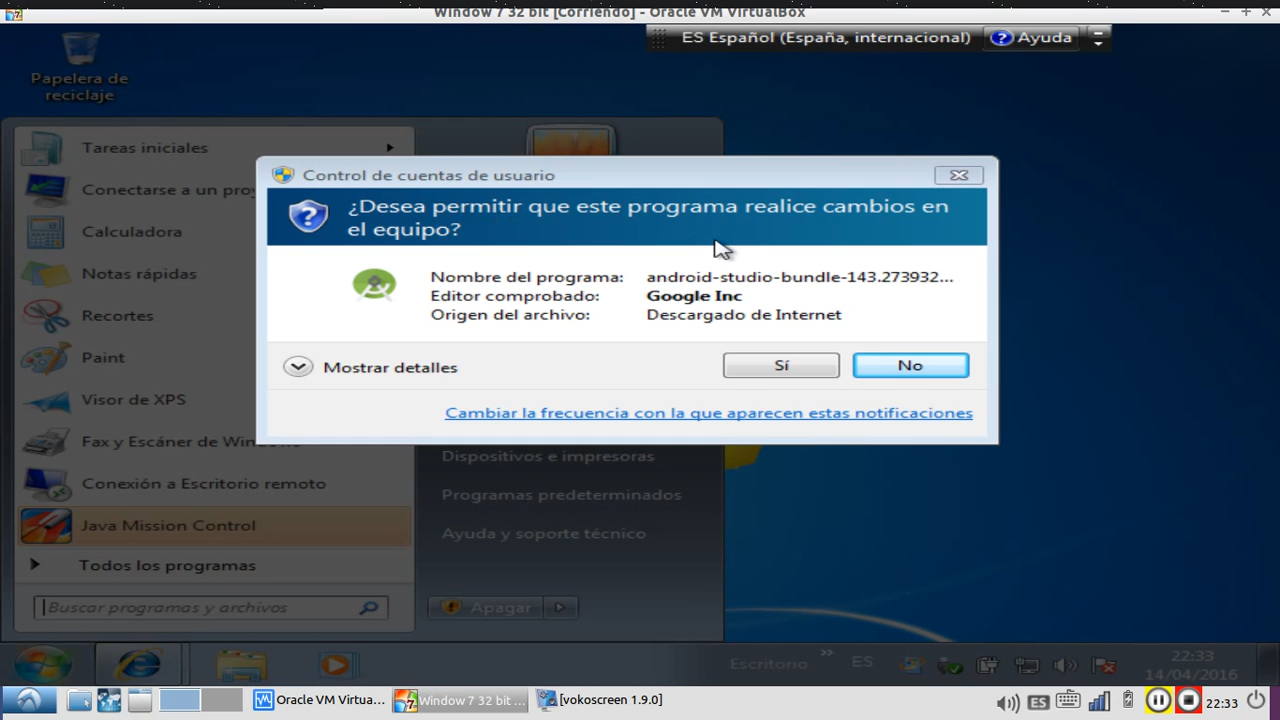 Window 7 32 bit [Corriendo] - Oracle VM VirtualBox
ES Español (España, internacional)
Ayuda
Papelera de
reciclaje
Tareas iniciales
Conectarse a un
Calculadora
Notas rápidas
Recortes
Paint
Visor de XPS
Fax y Escáner de
Conexión a Escritorio remoto
Java Mission Control
Todos los programas
Buscar programas y archivos
Control de cuentas de usuario
¿Desea permitir que este programa realice cambios en
el equipo?
Nombre del programa: android-studio-bundle-143.273932...
Editor comprobado: Google Inc
Origen del archivo: Descargado de Internet
Mostrar detalles
Sí
No
Cambiar la frecuencia con la que aparecen estas notificaciones
Dispositivos e impresoras
Programas predeterminados
Ayuda y soporte técnico
Apagar
Escritorio
ES
22:33
14/04/2016
Oracle VM Virtua...
Window 7 32 bit ...
[vokoscreen 1.9.0]
ES
22:33